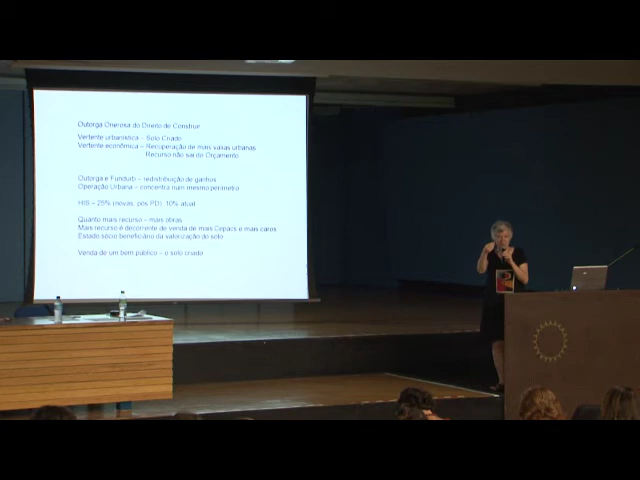 Outorga Onerosa do Direito de Construir
Vertente urbanística – Solo Criado
Vertente econômica – Recuperação de mais valias urbanas
Recurso não sai do Orçamento
Outorga e Fundurb – redistribuição de ganhos
Operação Urbana – concentra num mesmo perímetro
HIS – 25% (novas, pós PD) 10% atual
Quanto mais recurso – mais obras
Mais recurso é decorrente de venda de mais Cepacs e mais caros
Estado sócio beneficiário da valorização do solo
Venda de um bem público – o solo criado